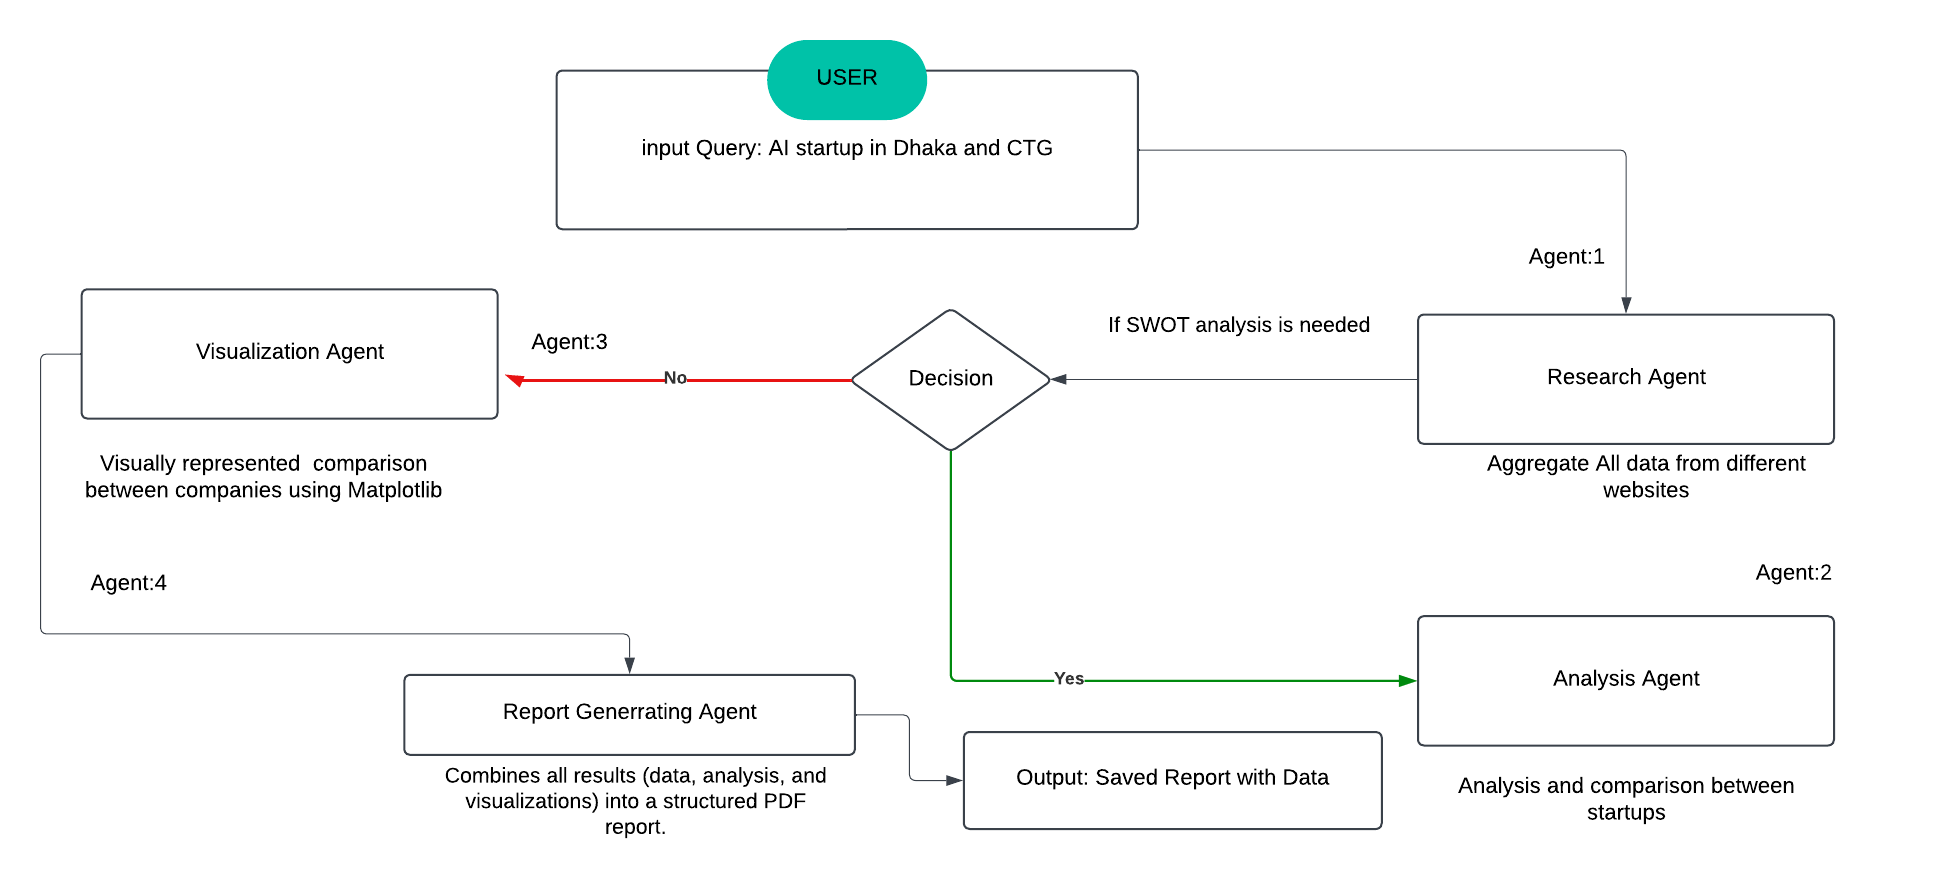 USER
input Query: AI startup in Dhaka and CTG
Agent:1
If SWOT analysis is needed
Agent:3
Visualization Agent
No
Decision
Research Agent
Visually represented  comparison
between companies using Matplotlib
Aggregate All data from different
websites
Agent:4
Agent:2
Yes
Analysis Agent
Report Generrating Agent
Output: Saved Report with Data
Combines all results (data, analysis, and
visualizations) into a structured PDF
report.
Analysis and comparison between
startups